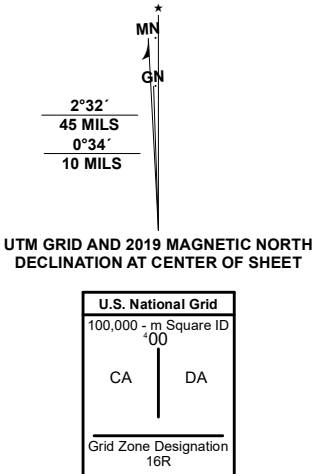 ★
MN
GN
2°32´
45 MILS
0°34´
10 MILS
UTM GRID AND 2019 MAGNETIC NORTH
DECLINATION AT CENTER OF SHEET
U.S. National Grid
100,000 - m Square ID
⁴00
CA DA
Grid Zone Designation
16R